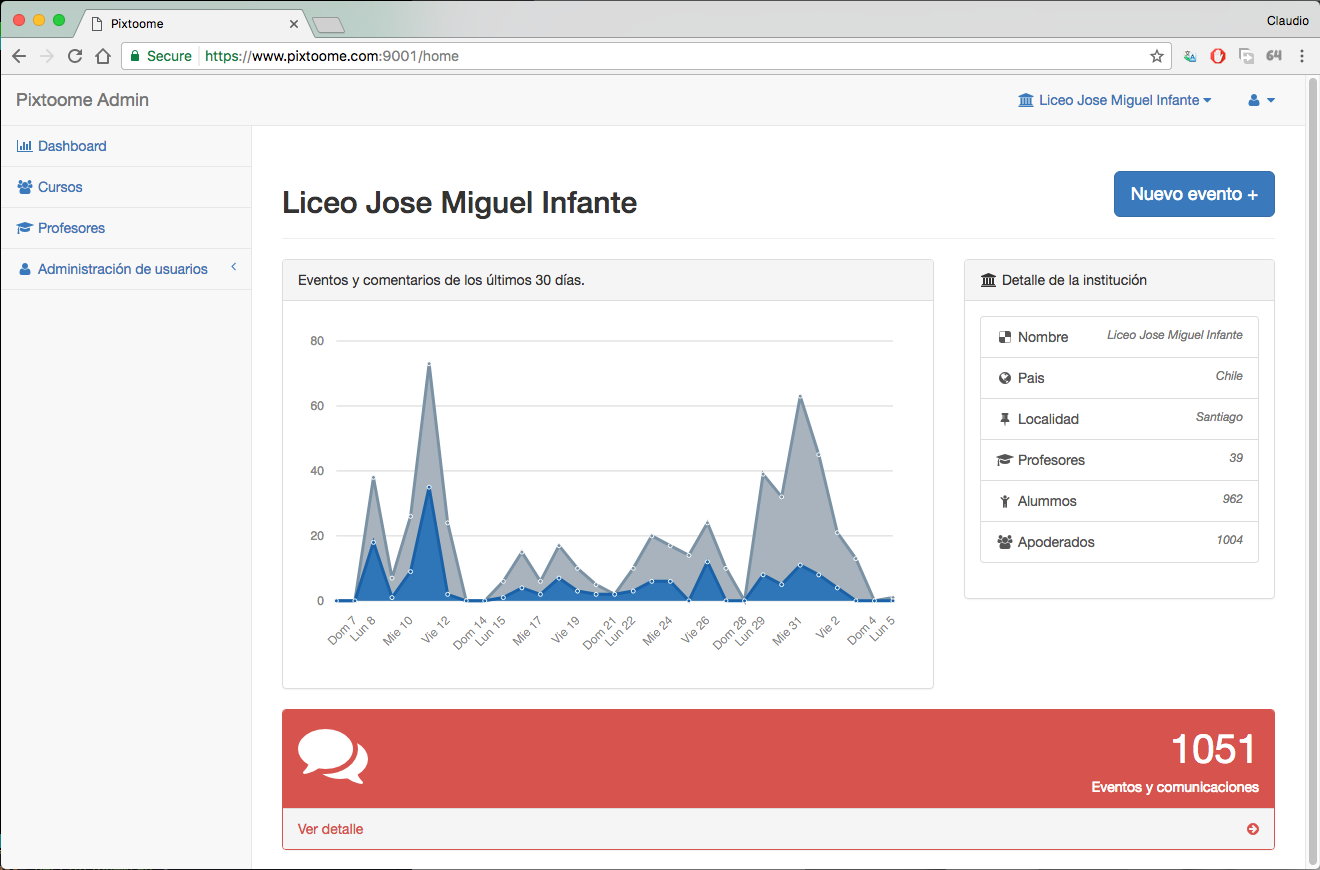 Pixtoome
Claudio
Secure https://www.pixtoome.com:9001/home
64
Pixtoome Admin
Liceo Jose Miguel Infante
Dashboard
Cursos
Profesores
Administración de usuarios
Liceo Jose Miguel Infante
Nuevo evento +
Eventos y comentarios de los últimos 30 días.
80
60
40
20
0
Dom 7
Lun 8
Mie 10
Vie 12
Dom 14
Lun 15
Mie 17
Vie 19
Dom 21
Lun 22
Mie 24
Vie 26
Dom 28
Lun 29
Mie 31
Vie 2
Dom 4
Lun 5
Detalle de la institución
Nombre Liceo Jose Miguel Infante
Pais Chile
Localidad Santiago
Profesores 39
Alummos 962
Apoderados 1004
1051
Eventos y comunicaciones
Ver detalle